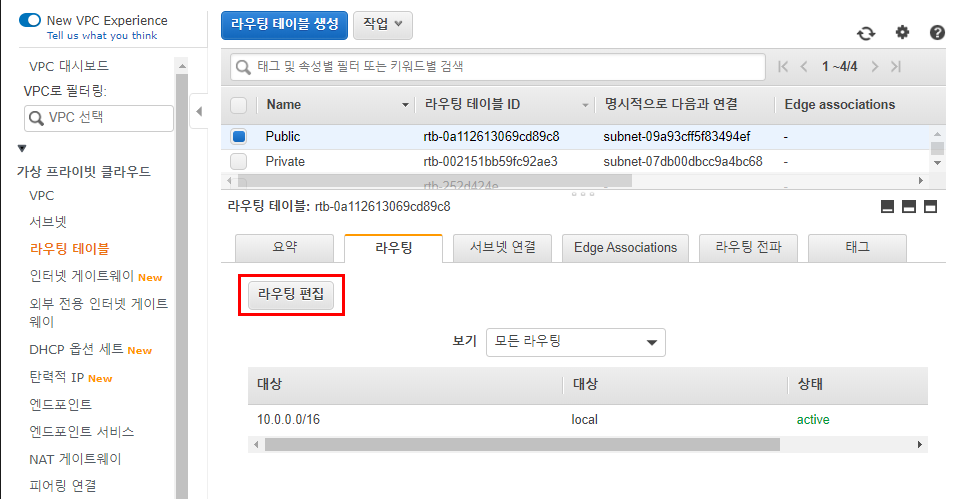 New VPC Experience
Tell us what you think
VPC 대시보드
VPC로 필터링:
VPC 선택
가상 프라이빗 클라우드
VPC
서브넷
라우팅 테이블
인터넷 게이트웨이 New
외부 전용 인터넷 게이트
웨이
DHCP 옵션 세트 New
탄력적 IP New
엔드포인트
엔드포인트 서비스
NAT 게이트웨이
피어링 연결
라우팅 테이블 생성 작업
태그 및 속성별 필터 또는 키워드별 검색 1 ~4/4
Name 라우팅 테이블 ID 명시적으로 다음과 연결 Edge associations
Public rtb-0a112613069cd89c8 subnet-09a93cff5f83494ef -
Private rtb-002151bb59fc92ae3 subnet-07db00dbcc9a4bc68 -
rtb-252d424e -
라우팅 테이블: rtb-0a112613069cd89c8
요약 라우팅 서브넷 연결 Edge Associations 라우팅 전파 태그
라우팅 편집
보기 모든 라우팅
대상 대상 상태
10.0.0.0/16 local active